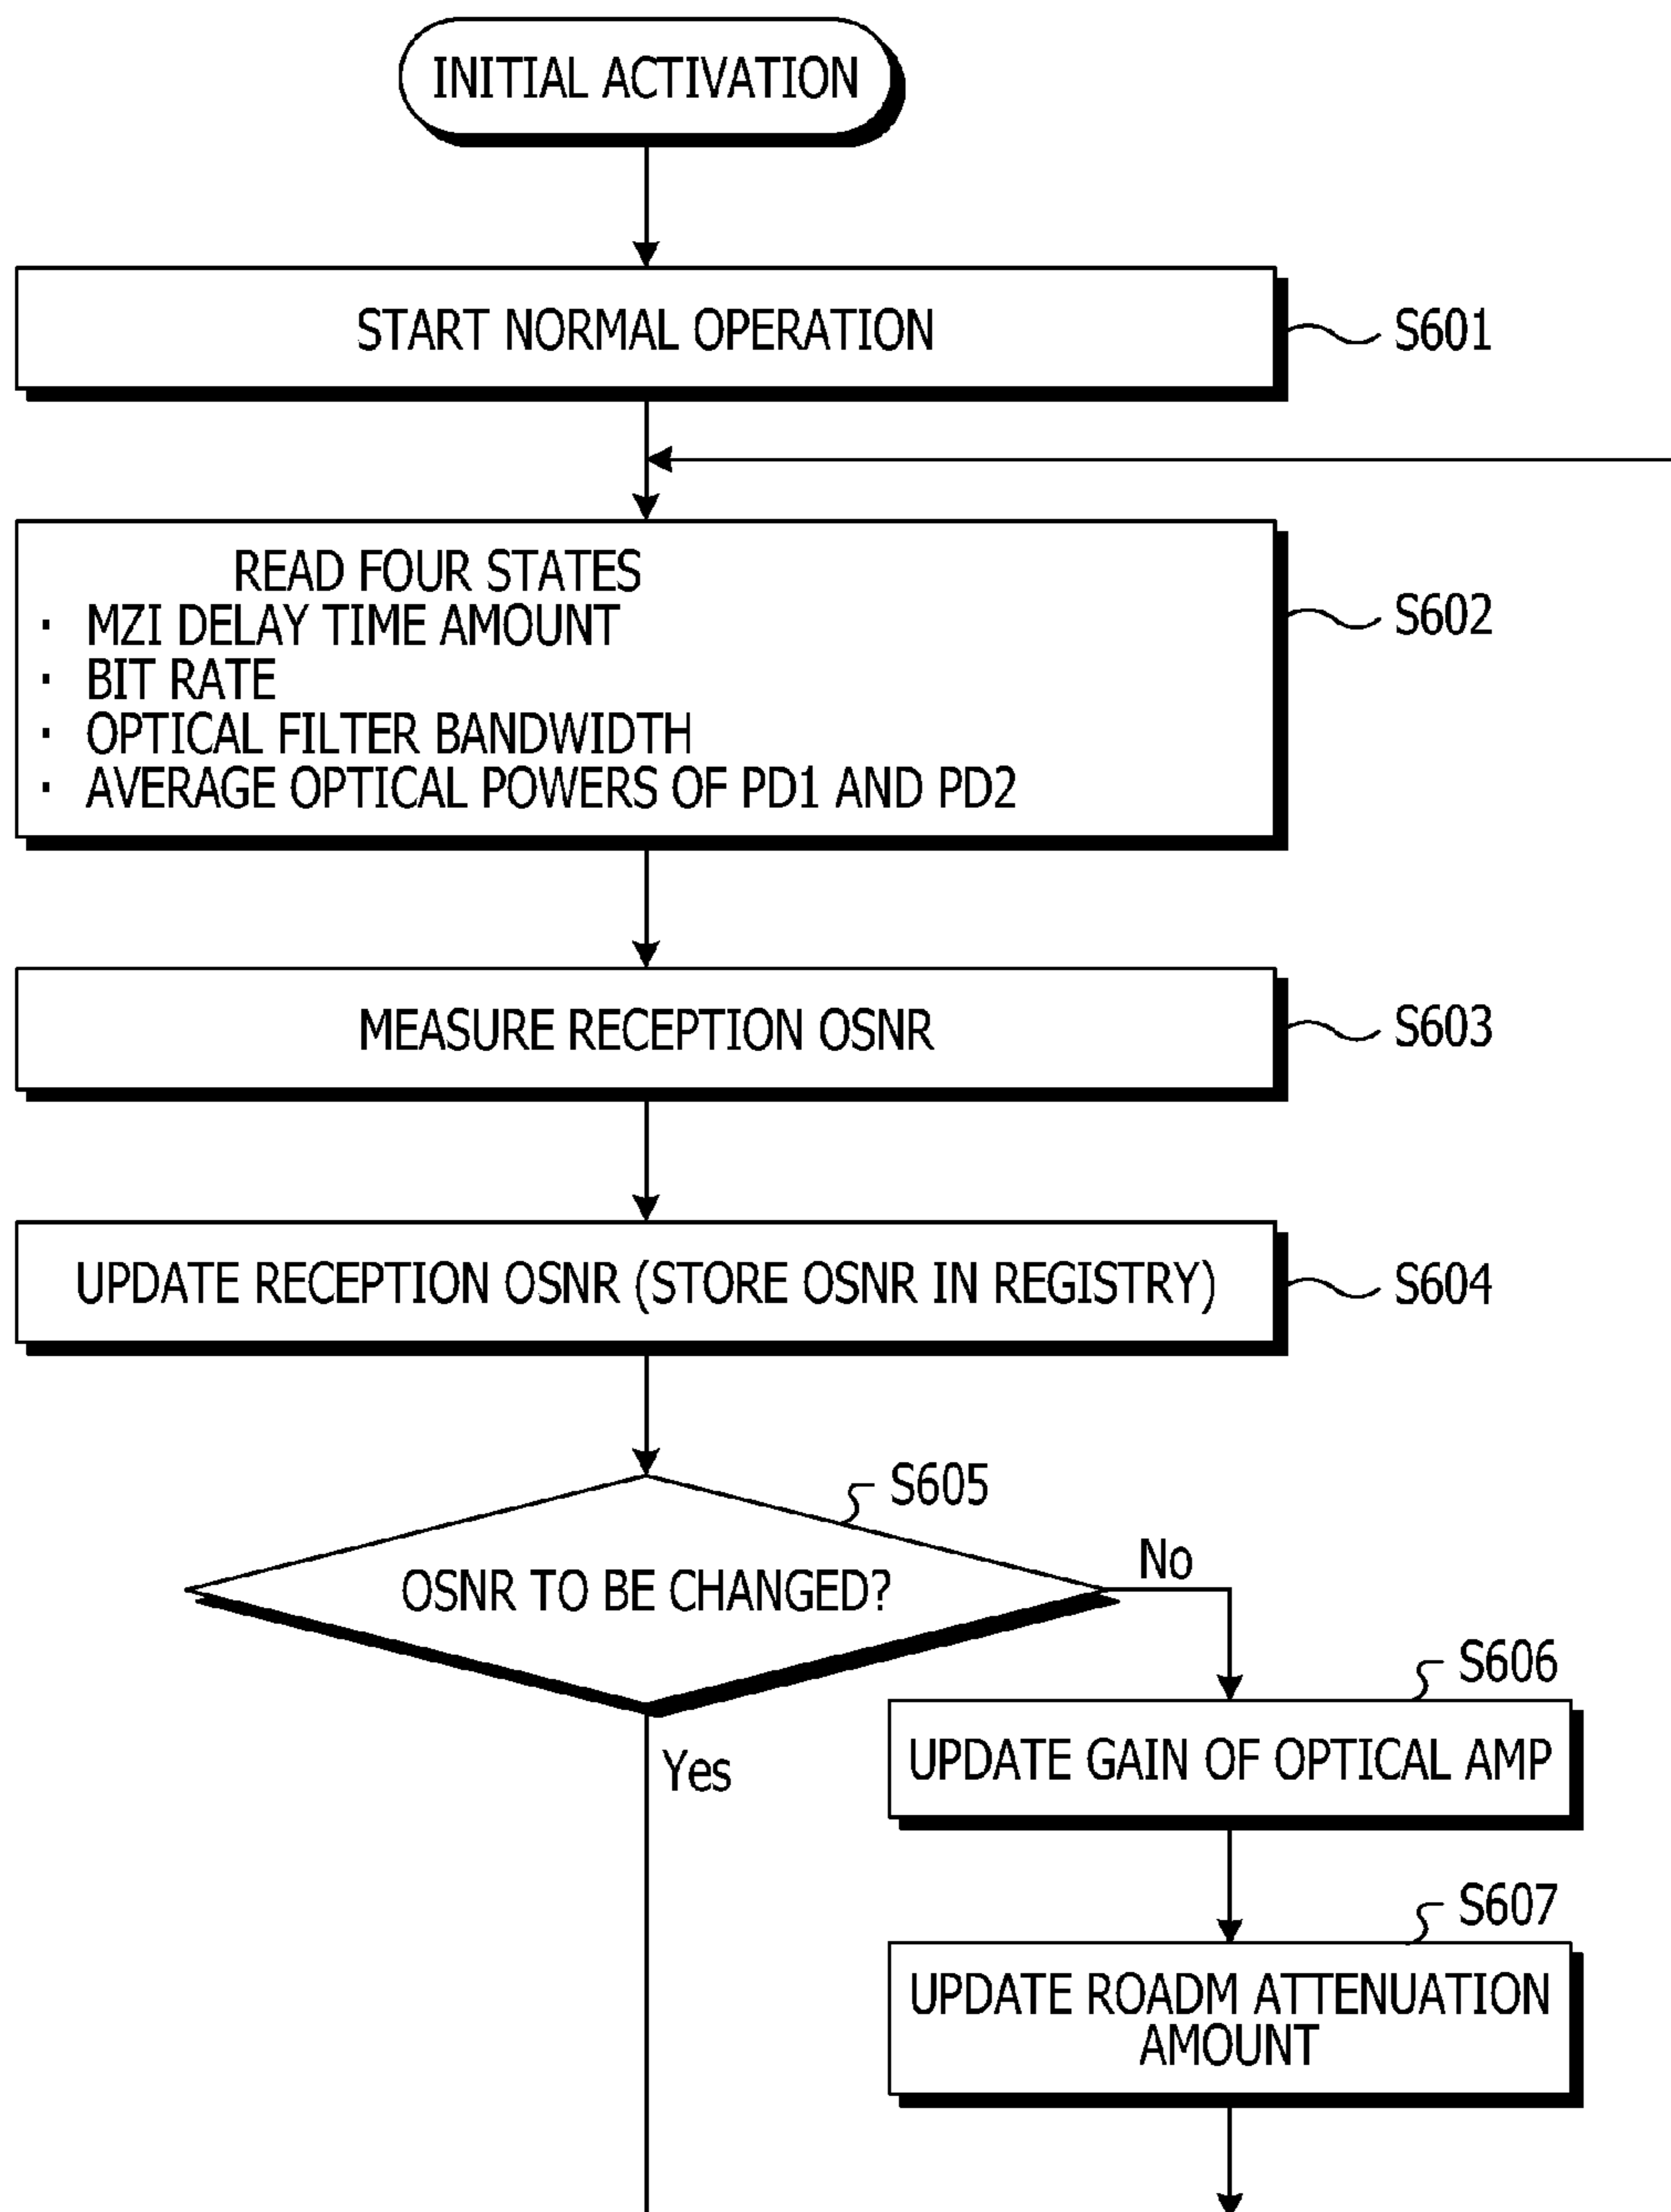 INITIAL ACTIVATION
START NORMAL OPERATION
S601
READ FOUR STATES
· MZI DELAY TIME AMOUNT
· BIT RATE
· OPTICAL FILTER BANDWIDTH
· AVERAGE OPTICAL POWERS OF PD1 AND PD2
S602
MEASURE RECEPTION OSNR
S603
UPDATE RECEPTION OSNR (STORE OSNR IN REGISTRY)
S604
S605
OSNR TO BE CHANGED?
No
Yes
S606
UPDATE GAIN OF OPTICAL AMP
S607
UPDATE ROADM ATTENUATION
AMOUNT